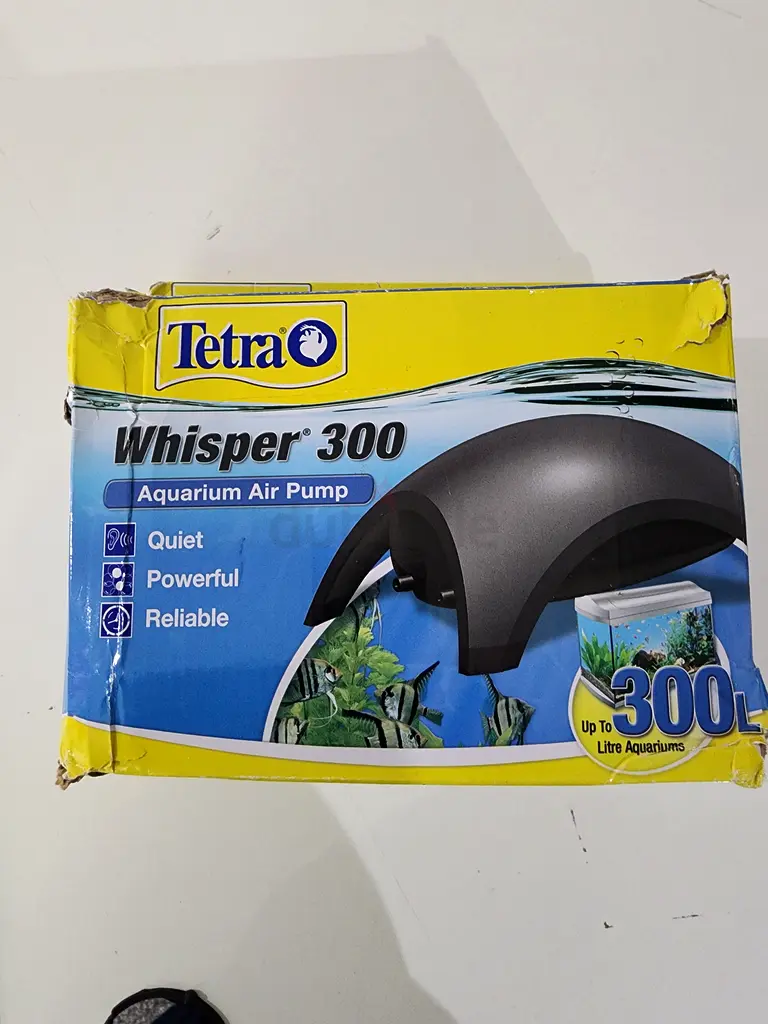 Tetra®
Whisper® 300
Aquarium Air Pump
Quiet
Powerful
Reliable
Up To 300L
Litre Aquariums